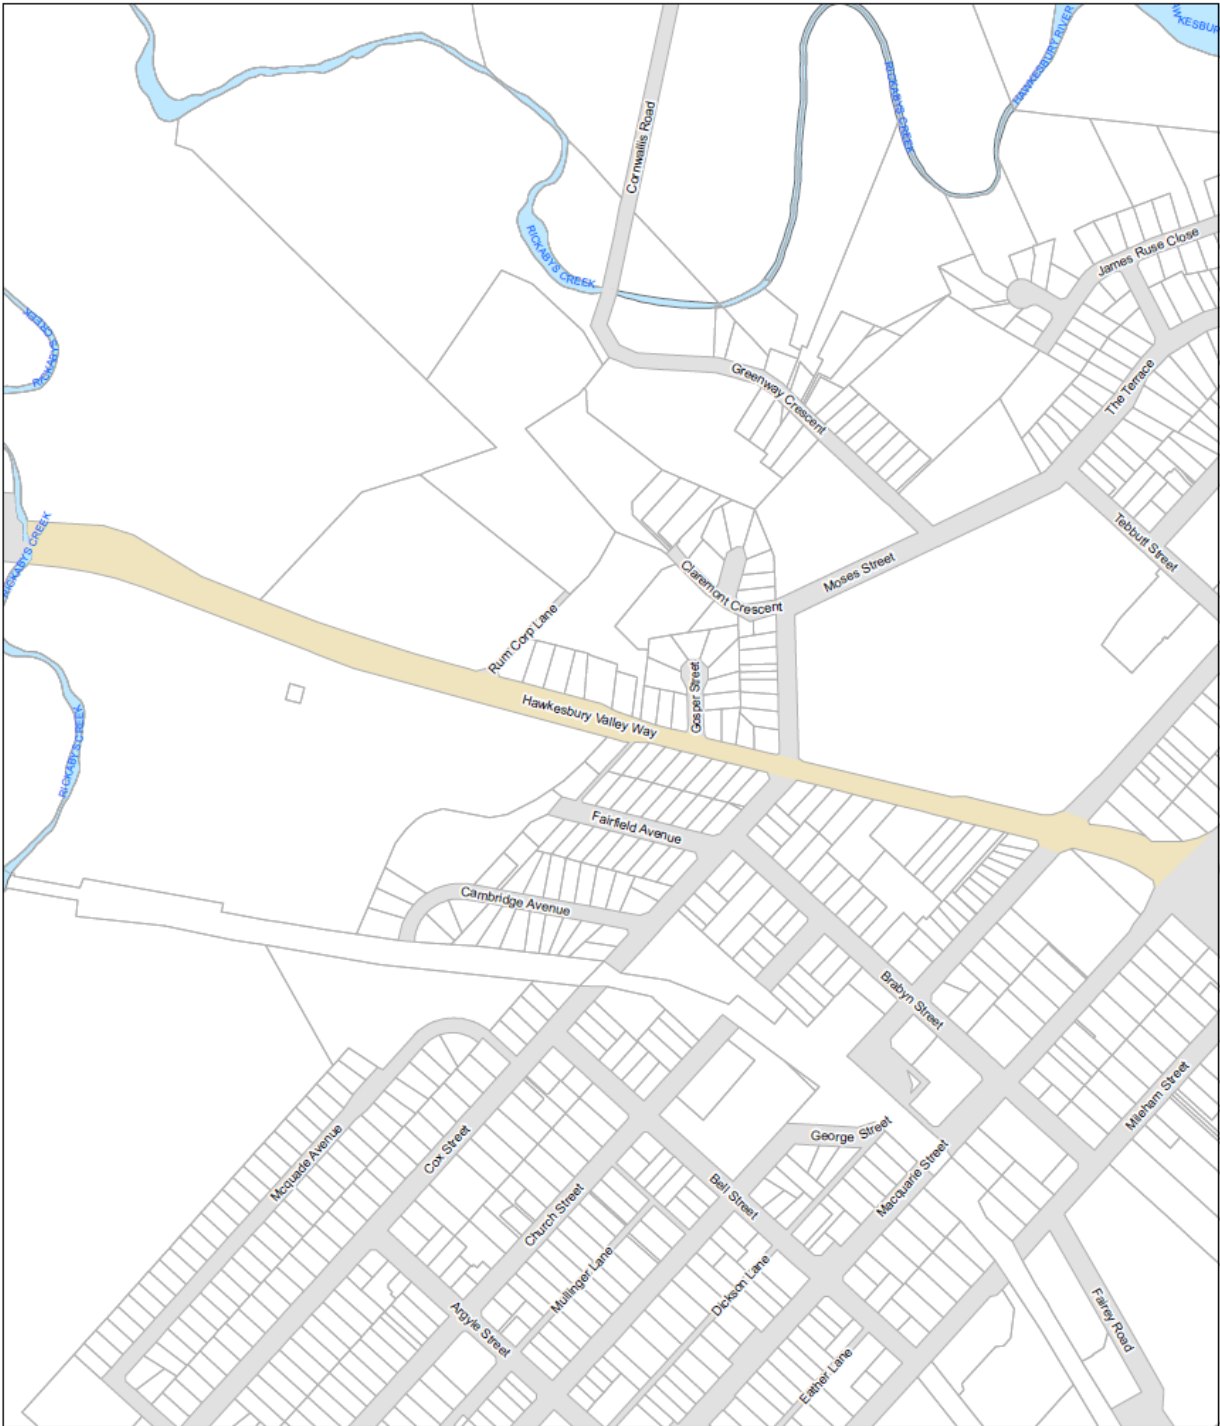 HAWKESBURY RIVER
Cornwallis Road
RICKABYS CREEK
RICKABYS CREEK
James Ruse Close
RICKABYS CREEK
Greenway Crescent
The Terrace
Tebbutt Street
RICKABYS CREEK
Moses Street
Claremont Crescent
Rum Corp Lane
Gosper Street
Hawkesbury Valley Way
RICKABYS CREEK
Fairfield Avenue
Cambridge Avenue
Brabyn Street
Mileham Street
George Street
Mcquade Avenue
Cox Street
Macquarie Street
Bell Street
Church Street
Mullinger Lane
Dickson Lane
Argyle Street
Fairey Road
Eather Lane